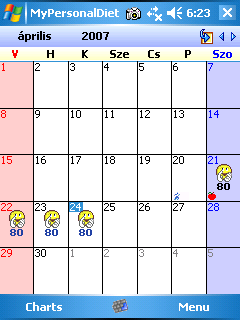 MyPersonalDiet 6:23
április 2007
V H K Sze Cs P Szo
1 2 3 4 5 6 7
8 9 10 11 12 13 14
15 16 17 18 19 20 21
80
22 23 24 25 26 27 28
80 80 80
29 30 1 2 3 4 5
Charts Menu